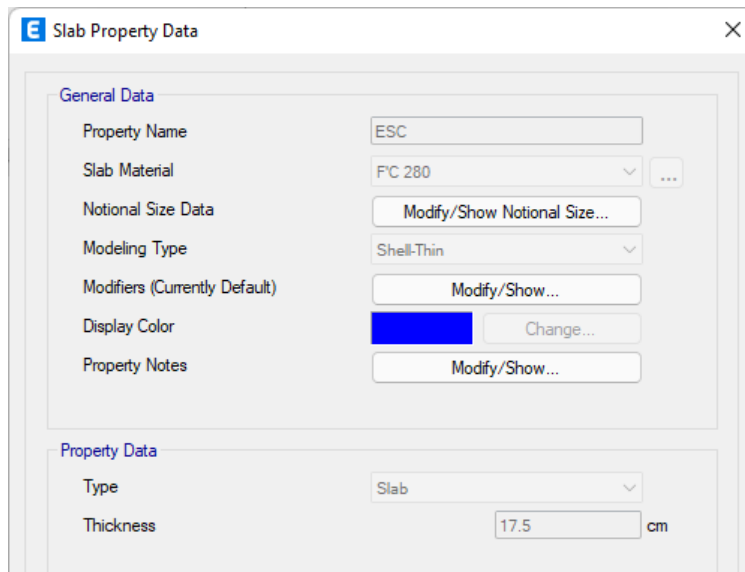 E Slab Property Data
General Data
Property Name ESC
Slab Material F'C 280 ...
Notional Size Data Modify/Show Notional Size...
Modeling Type Shell-Thin
Modifiers (Currently Default) Modify/Show...
Display Color Change...
Property Notes Modify/Show...
Property Data
Type Slab
Thickness 17.5 cm